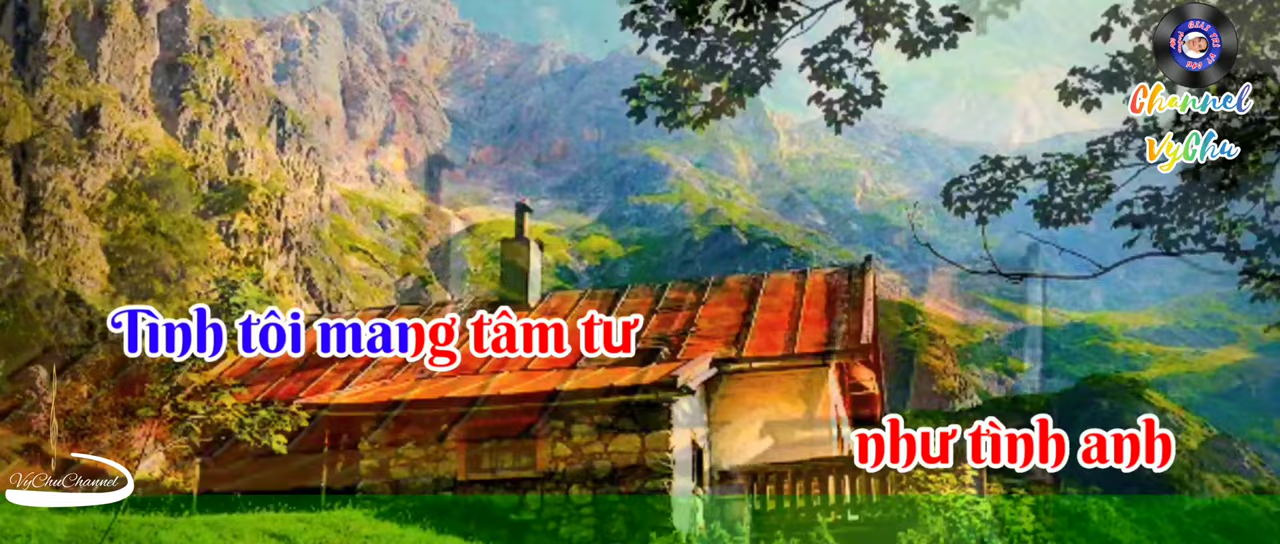 Channel
VyChu
Tình tôi mang tâm tư
như tình anh
VyChuChannel